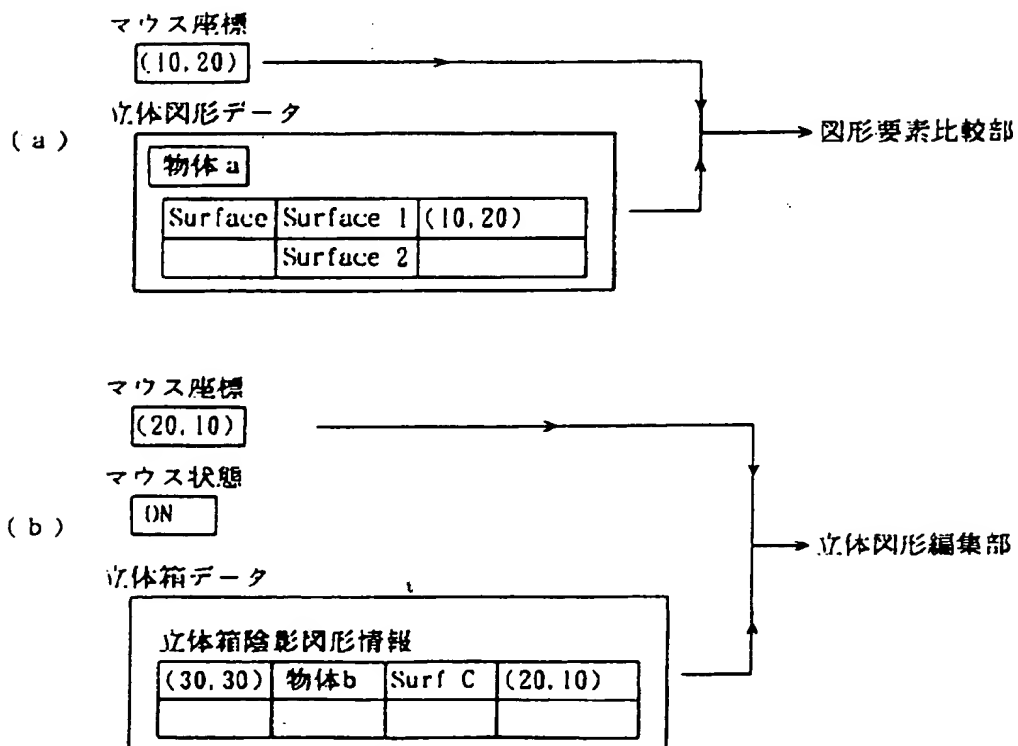 マウス座標
(10,20)
立体図形データ
(a)
図形要素比較部
物体a
Surface Surface 1 (10,20)
Surface 2
マウス座標
(20,10)
マウス状態
ON
(b)
立体図形編集部
立体箱データ
立体箱陰影図形情報
(30,30) 物体b Surf C (20,10)